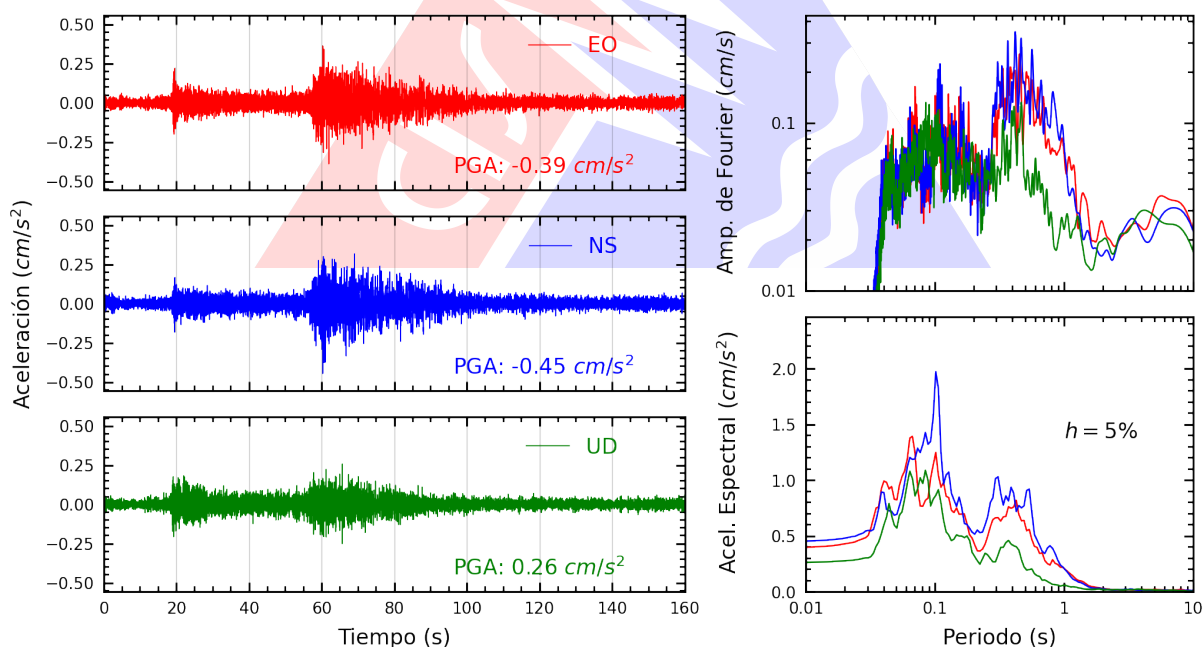 Aceleración (cm/s²)
0.50
0.25
0.00
−0.25
−0.50
EO
PGA: -0.39 cm/s²
0.50
0.25
0.00
−0.25
−0.50
NS
PGA: -0.45 cm/s²
0.50
0.25
0.00
−0.25
−0.50
UD
PGA: 0.26 cm/s²
0 20 40 60 80 100 120 140 160
Tiempo (s)
Amp. de Fourier (cm/s)
0.1
0.01
Acel. Espectral (cm/s²)
2.0
1.5
1.0
0.5
0.0
h = 5%
0.01 0.1 1 10
Periodo (s)